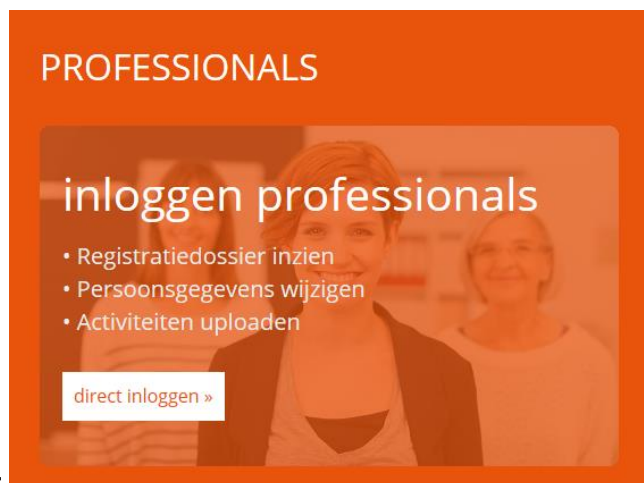 PROFESSIONALS
inloggen professionals
• Registratiedossier inzien
• Persoonsgegevens wijzigen
• Activiteiten uploaden
direct inloggen »